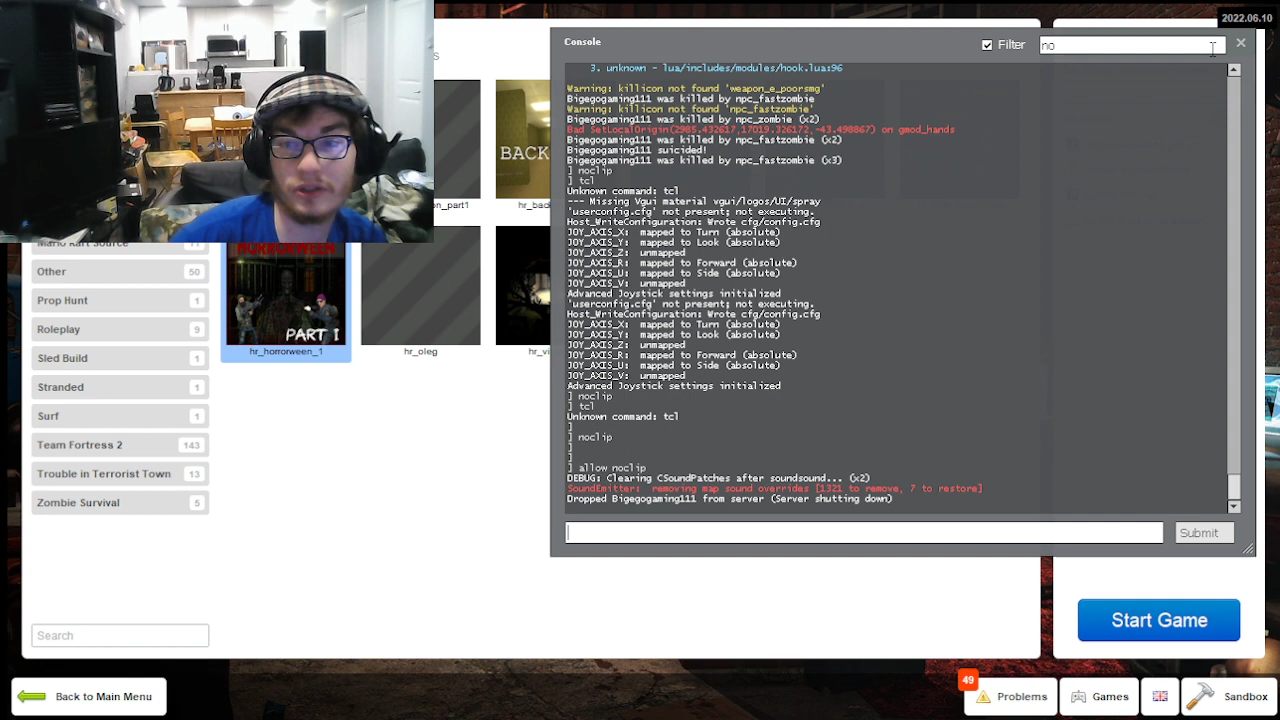 2022.06.10
Console
Filter
no
3. unknown - lua/includes/modules/hook.lua:96
Warning: killicon not found 'weapon_e_poorsmg'
Bigegogaming111 was killed by npc_fastzombie
Warning: killicon not found 'npc_fastzombie'
Bigegogaming111 was killed by npc_zombie (x2)
Bad SetLocalOrigin(2985.432617,17019.326172,-43.498867) on gmod_hands
Bigegogaming111 was killed by npc_fastzombie (x2)
Bigegogaming111 suicided!
Bigegogaming111 was killed by npc_fastzombie (x3)
] noclip
] tcl
Unknown command: tcl
--- Missing Vgui material vgui/logos/UI/spray
'userconfig.cfg' not present; not executing.
Host_WriteConfiguration: Wrote cfg/config.cfg
JOY_AXIS_X: mapped to Turn (absolute)
JOY_AXIS_Y: mapped to Look (absolute)
JOY_AXIS_Z: unmapped
JOY_AXIS_R: mapped to Forward (absolute)
JOY_AXIS_U: mapped to Side (absolute)
JOY_AXIS_V: unmapped
Advanced Joystick settings initialized
'userconfig.cfg' not present; not executing.
Host_WriteConfiguration: Wrote cfg/config.cfg
JOY_AXIS_X: mapped to Turn (absolute)
JOY_AXIS_Y: mapped to Look (absolute)
JOY_AXIS_Z: unmapped
JOY_AXIS_R: mapped to Forward (absolute)
JOY_AXIS_U: mapped to Side (absolute)
JOY_AXIS_V: unmapped
Advanced Joystick settings initialized
] noclip
] tcl
Unknown command: tcl
]
] noclip
]
]
] allow noclip
DEBUG: Clearing CSoundPatches after soundsound... (x2)
SoundEmitter: removing map sound overrides [1321 to remove, 7 to restore]
Dropped Bigegogaming111 from server (Server shutting down)
Submit
S
BACK
on_part1
hr_back
Mario Kart Source 11
Other 50
Prop Hunt 1
Roleplay 9
Sled Build 1
Stranded 1
Surf 1
Team Fortress 2 143
Trouble in Terrorist Town 13
Zombie Survival 5
Search
HORRORWEEN
PART I
hr_horrorween_1
hr_oleg
hr_vi
Start Game
Back to Main Menu
49
Problems
Games
Sandbox